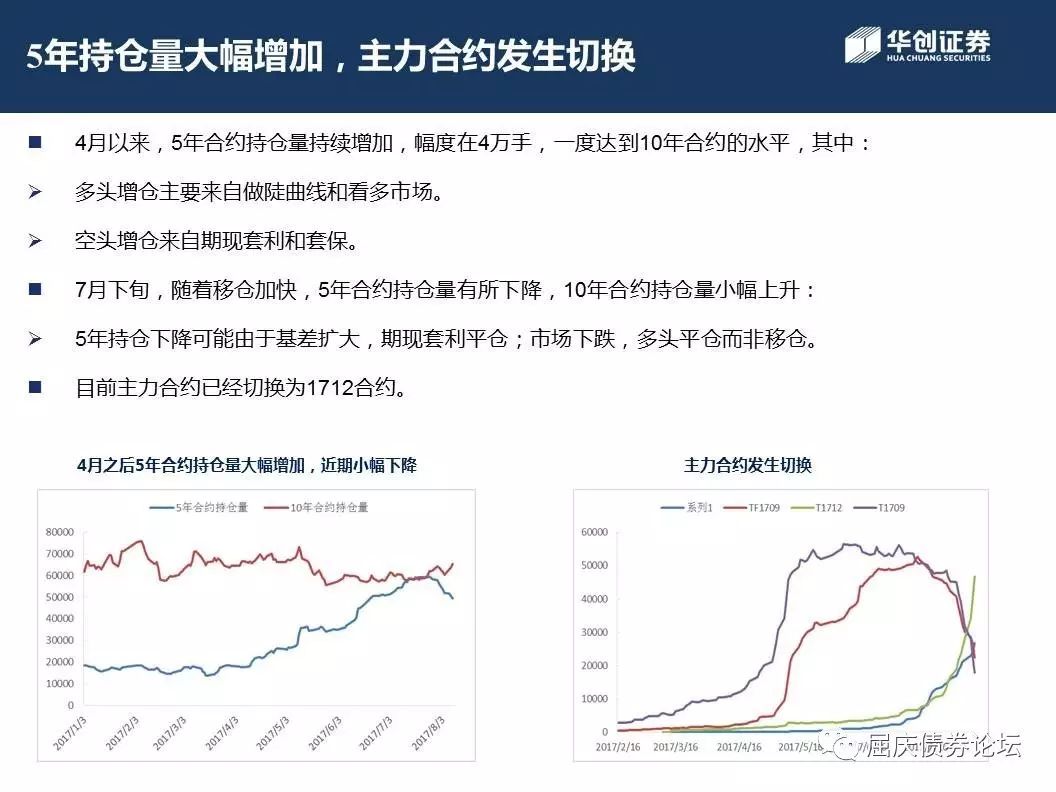 5年持仓量大幅增加，主力合约发生切换
华创证券
HUA CHUANG SECURITIES
4月以来，5年合约持仓量持续增加，幅度在4万手，一度达到10年合约的水平，其中：
多头增仓主要来自做陡曲线和看多市场。
空头增仓来自期现套利和套保。
7月下旬，随着移仓加快，5年合约持仓量有所下降，10年合约持仓量小幅上升：
5年持仓下降可能由于基差扩大，期现套利平仓；市场下跌，多头平仓而非移仓。
目前主力合约已经切换为1712合约。
4月之后5年合约持仓量大幅增加，近期小幅下降
5年合约持仓量 10年合约持仓量
80000
70000
60000
50000
40000
30000
20000
10000
0
2017/1/3 2017/2/3 2017/3/3 2017/4/3 2017/5/3 2017/6/3 2017/7/3 2017/8/3
主力合约发生切换
系列1 TF1709 T1712 T1709
60000
50000
40000
30000
20000
10000
0
2017/2/16 2017/3/16 2017/4/16 2017/5/16
屈庆债券论坛